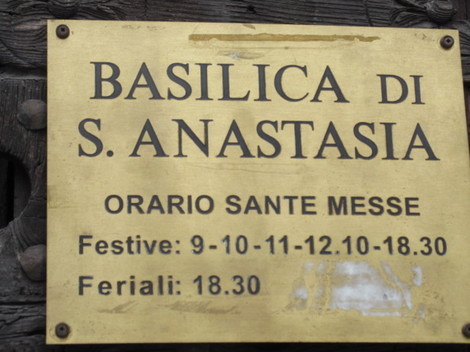 BASILICA DI
S. ANASTASIA
ORARIO SANTE MESSE
Festive: 9-10-11-12.10-18.30
Feriali: 18.30